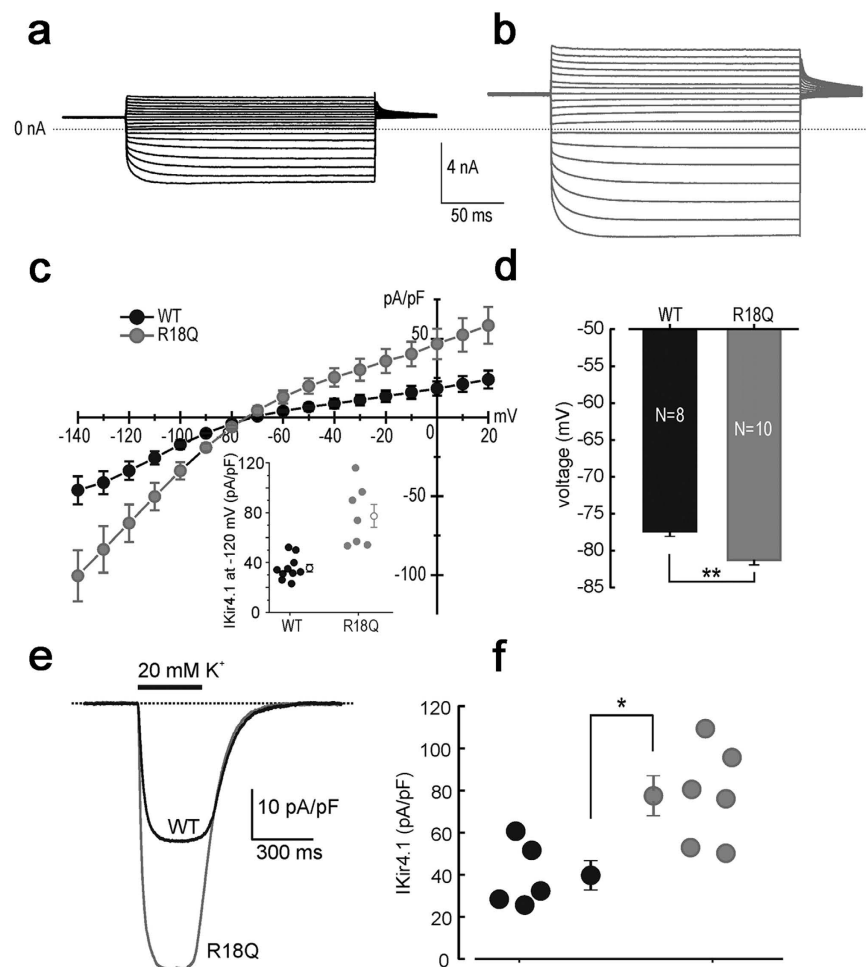 a
b
0 nA
4 nA
50 ms
c
d
pA/pF
WT
R18Q
50
mV
-140
-120
-100
-80
-60
-40
-20
0
20
-50
-100
IKir4.1 at -120 mV (pA/pF)
120
80
40
0
WT
R18Q
WT
R18Q
voltage (mV)
-50
-55
-60
-65
-70
-75
-80
-85
N=8
N=10
**
e
f
20 mM K⁺
WT
10 pA/pF
300 ms
R18Q
IKir4.1 (pA/pF)
120
100
80
60
40
20
0
*